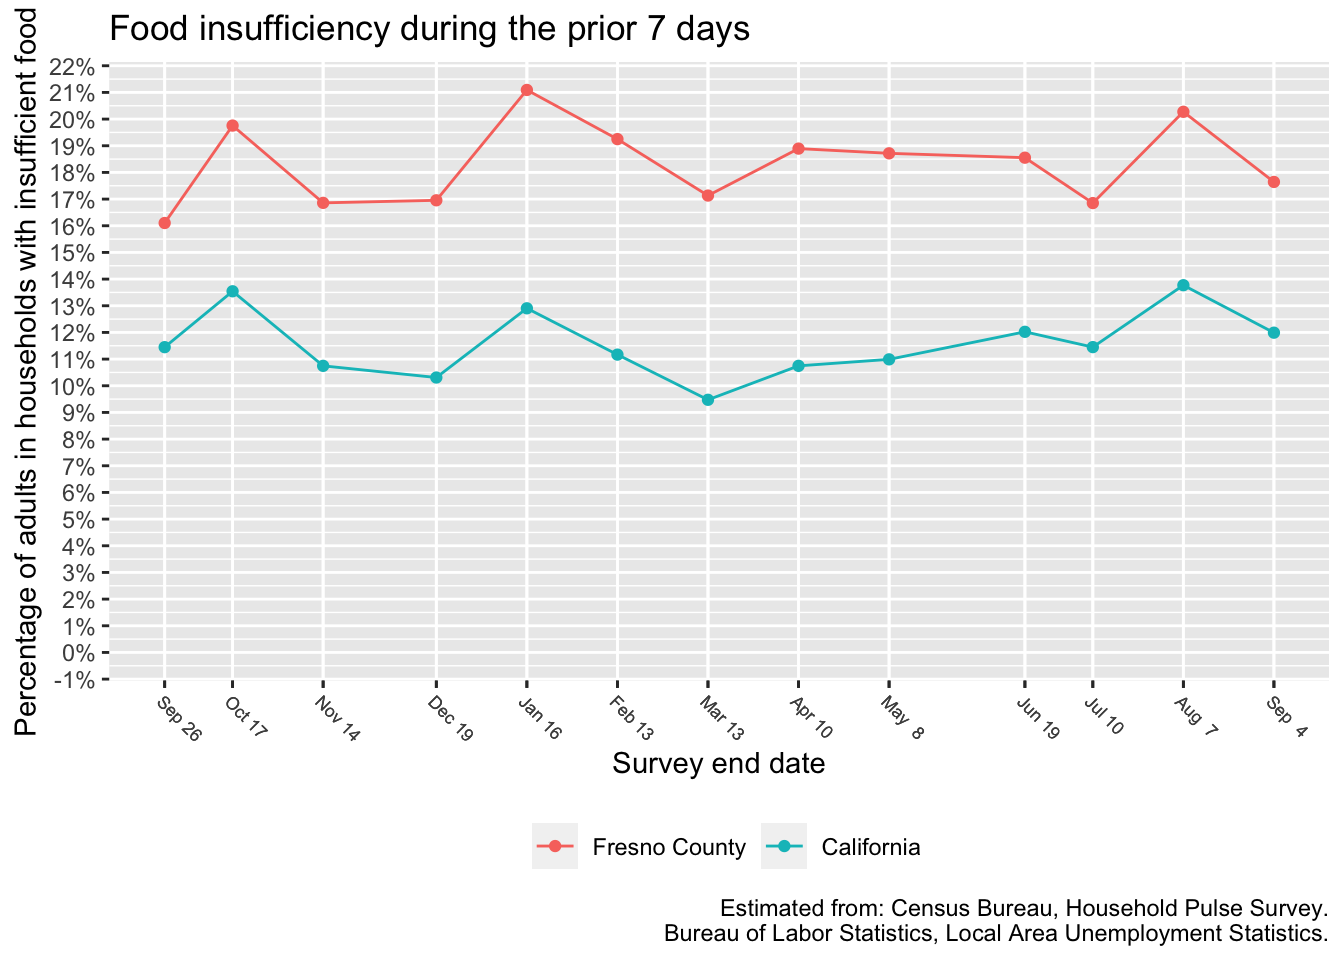 Food insufficiency during the prior 7 days
Percentage of adults in households with insufficient food
22%
21%
20%
19%
18%
17%
16%
15%
14%
13%
12%
11%
10%
9%
8%
7%
6%
5%
4%
3%
2%
1%
0%
-1%
Sep 26
Oct 17
Nov 14
Dec 19
Jan 16
Feb 13
Mar 13
Apr 10
May 8
Jun 19
Jul 10
Aug 7
Sep 4
Survey end date
Fresno County
California
Estimated from: Census Bureau, Household Pulse Survey.
Bureau of Labor Statistics, Local Area Unemployment Statistics.